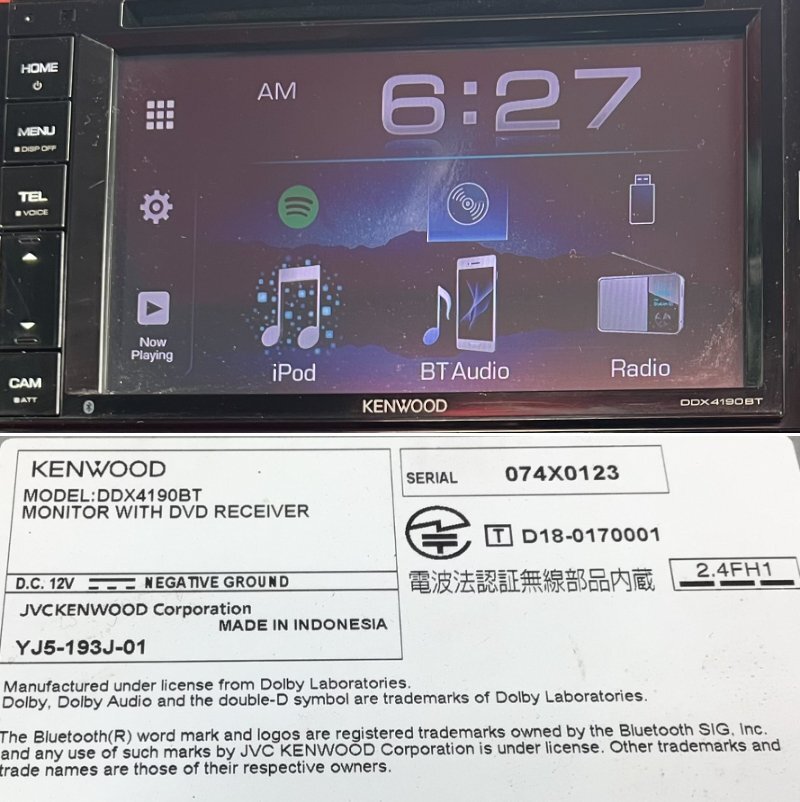 HOME
MENU
DISP OFF
TEL
VOICE
CAM
ATT
AM 6:27
Now
Playing
iPod
BT Audio
Radio
KENWOOD
DDX4190BT
KENWOOD
MODEL:DDX4190BT
MONITOR WITH DVD RECEIVER
D.C. 12V NEGATIVE GROUND
JVCKENWOOD Corporation
MADE IN INDONESIA
YJ5-193J-01
SERIAL 074X0123
T D18-0170001
電波法認証無線部品内蔵
2.4FH1
Manufactured under license from Dolby Laboratories.
Dolby, Dolby Audio and the double-D symbol are trademarks of Dolby Laboratories.
The Bluetooth(R) word mark and logos are registered trademarks owned by the Bluetooth SIG, Inc.
and any use of such marks by JVC KENWOOD Corporation is under license. Other trademarks and
trade names are those of their respective owners.